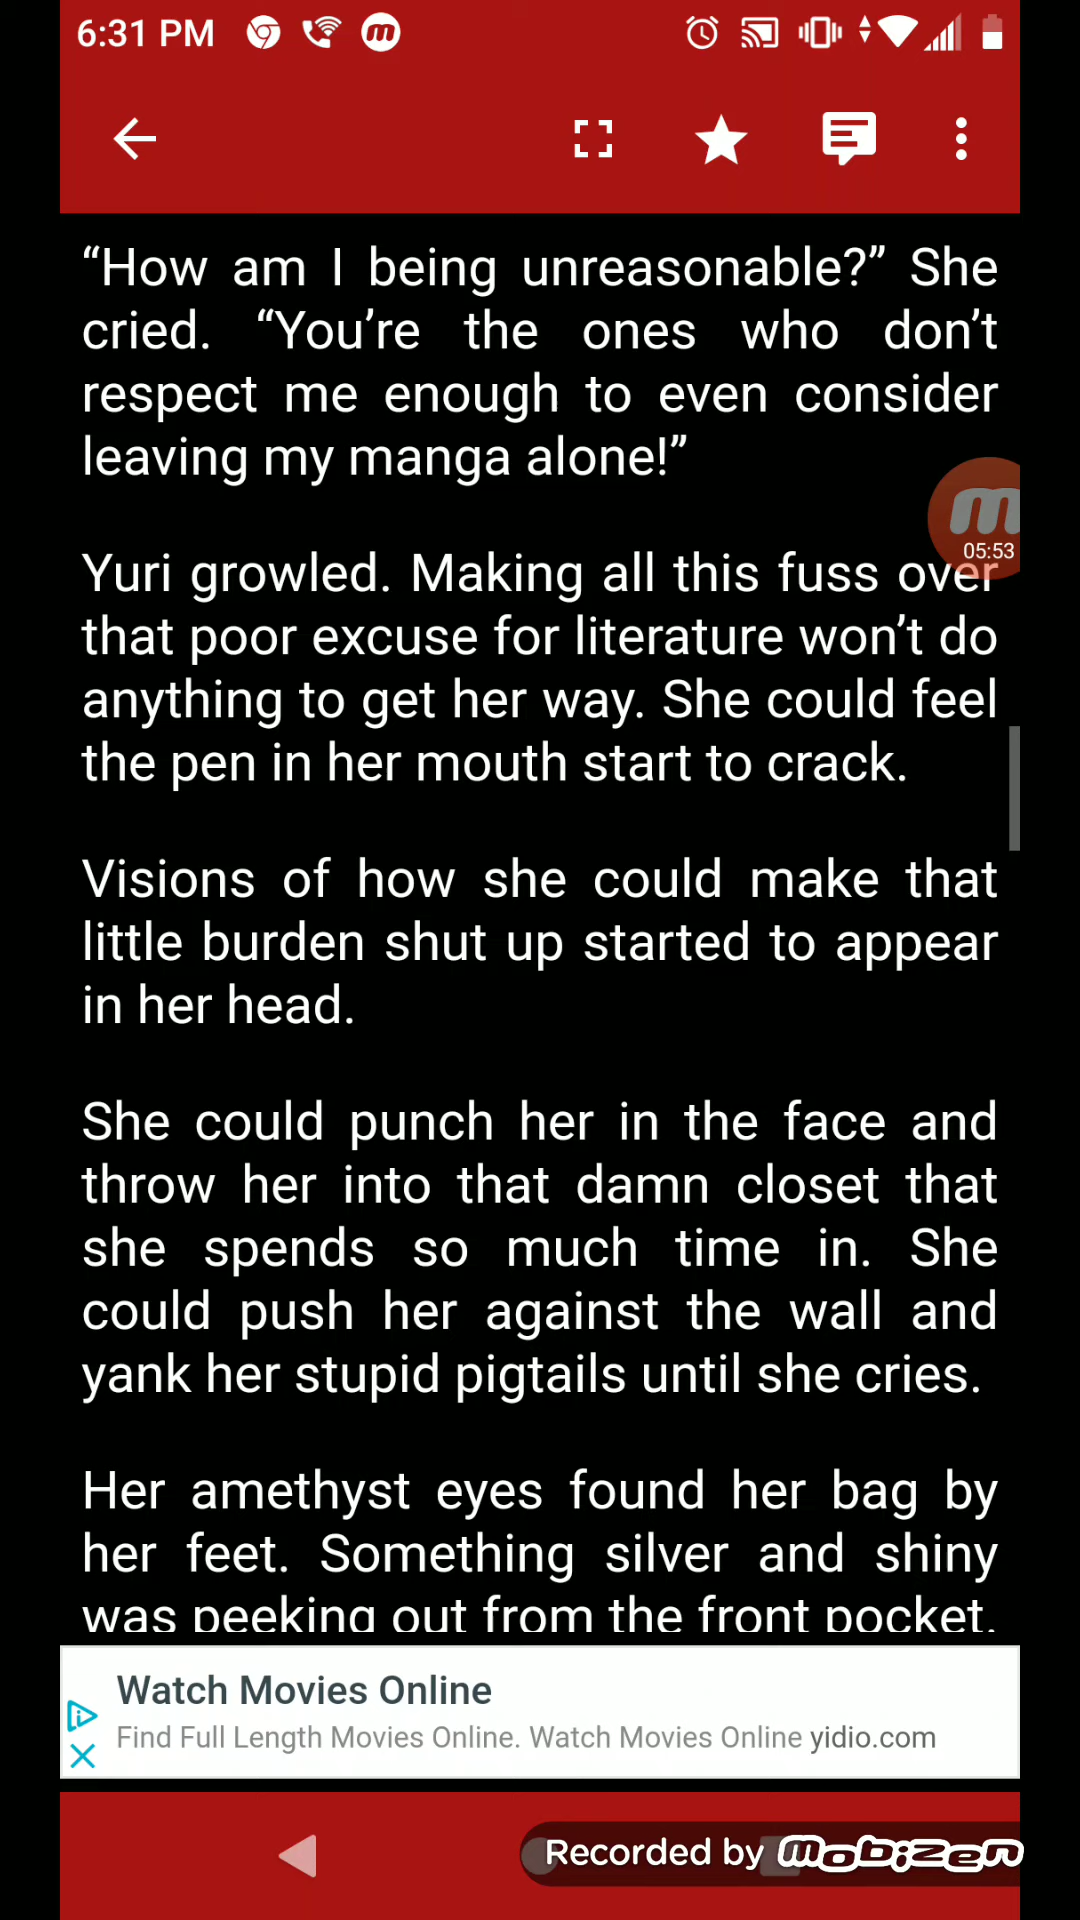 6:31 PM
“How am I being unreasonable?” She
cried. “You’re the ones who don’t
respect me enough to even consider
leaving my manga alone!”
05:53
Yuri growled. Making all this fuss over
that poor excuse for literature won’t do
anything to get her way. She could feel
the pen in her mouth start to crack.
Visions of how she could make that
little burden shut up started to appear
in her head.
She could punch her in the face and
throw her into that damn closet that
she spends so much time in. She
could push her against the wall and
yank her stupid pigtails until she cries.
Her amethyst eyes found her bag by
her feet. Something silver and shiny
was peeking out from the front pocket.
Watch Movies Online
Find Full Length Movies Online. Watch Movies Online yidio.com
Recorded by mobizen